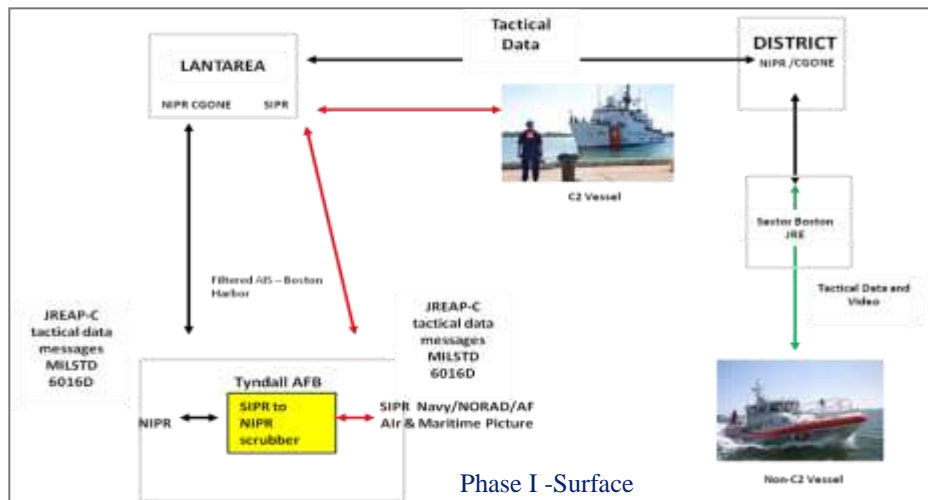 Tactical
Data
LANTAREA
NIPR CGONE
SIPR
DISTRICT
NIPR /CGONE
C2 Vessel
Sector Boston
JRE
Filtered AIS – Boston
Harbor
Tactical Data and
Video
JREAP-C
tactical data
messages
MILSTD
6016D
JREAP-C
tactical data
messages
MILSTD
6016D
Tyndall AFB
NIPR
SIPR to
NIPR
scrubber
SIPR Navy/NORAD/AF
Air & Maritime Picture
Phase I -Surface
Non-C2 Vessel